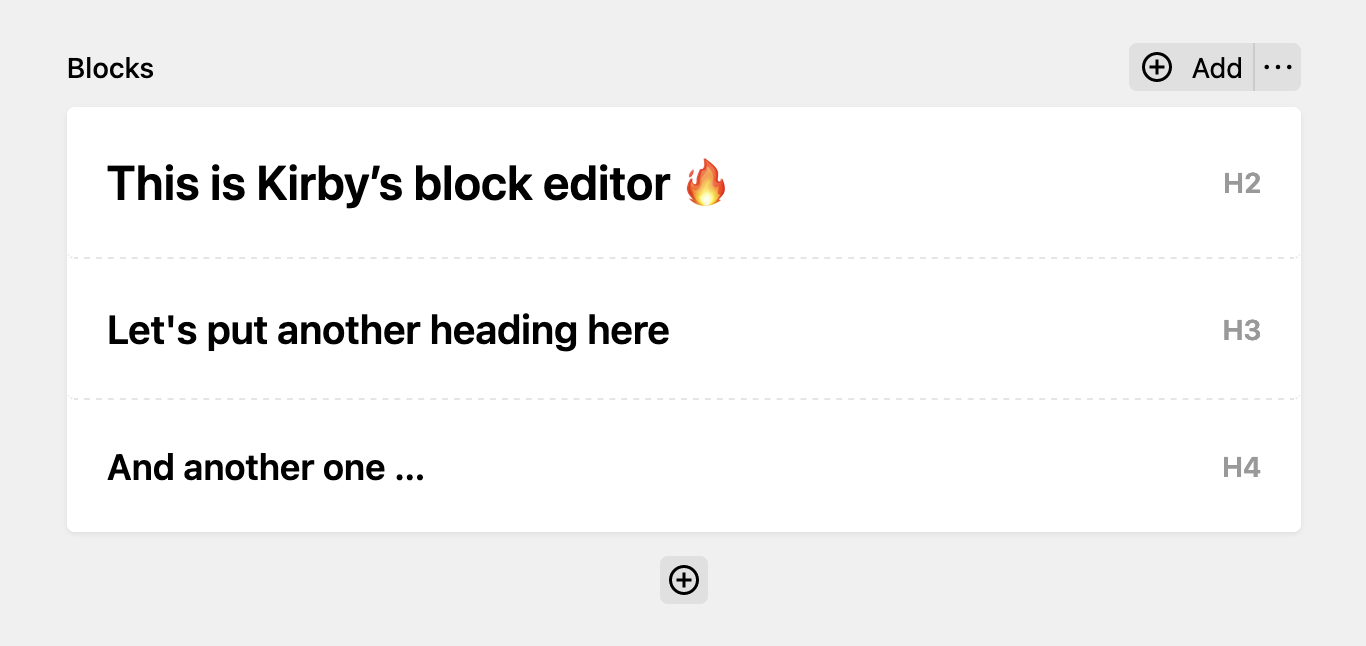 Blocks
Add ...
This is Kirby’s block editor 🔥
H2
Let's put another heading here
H3
And another one ...
H4